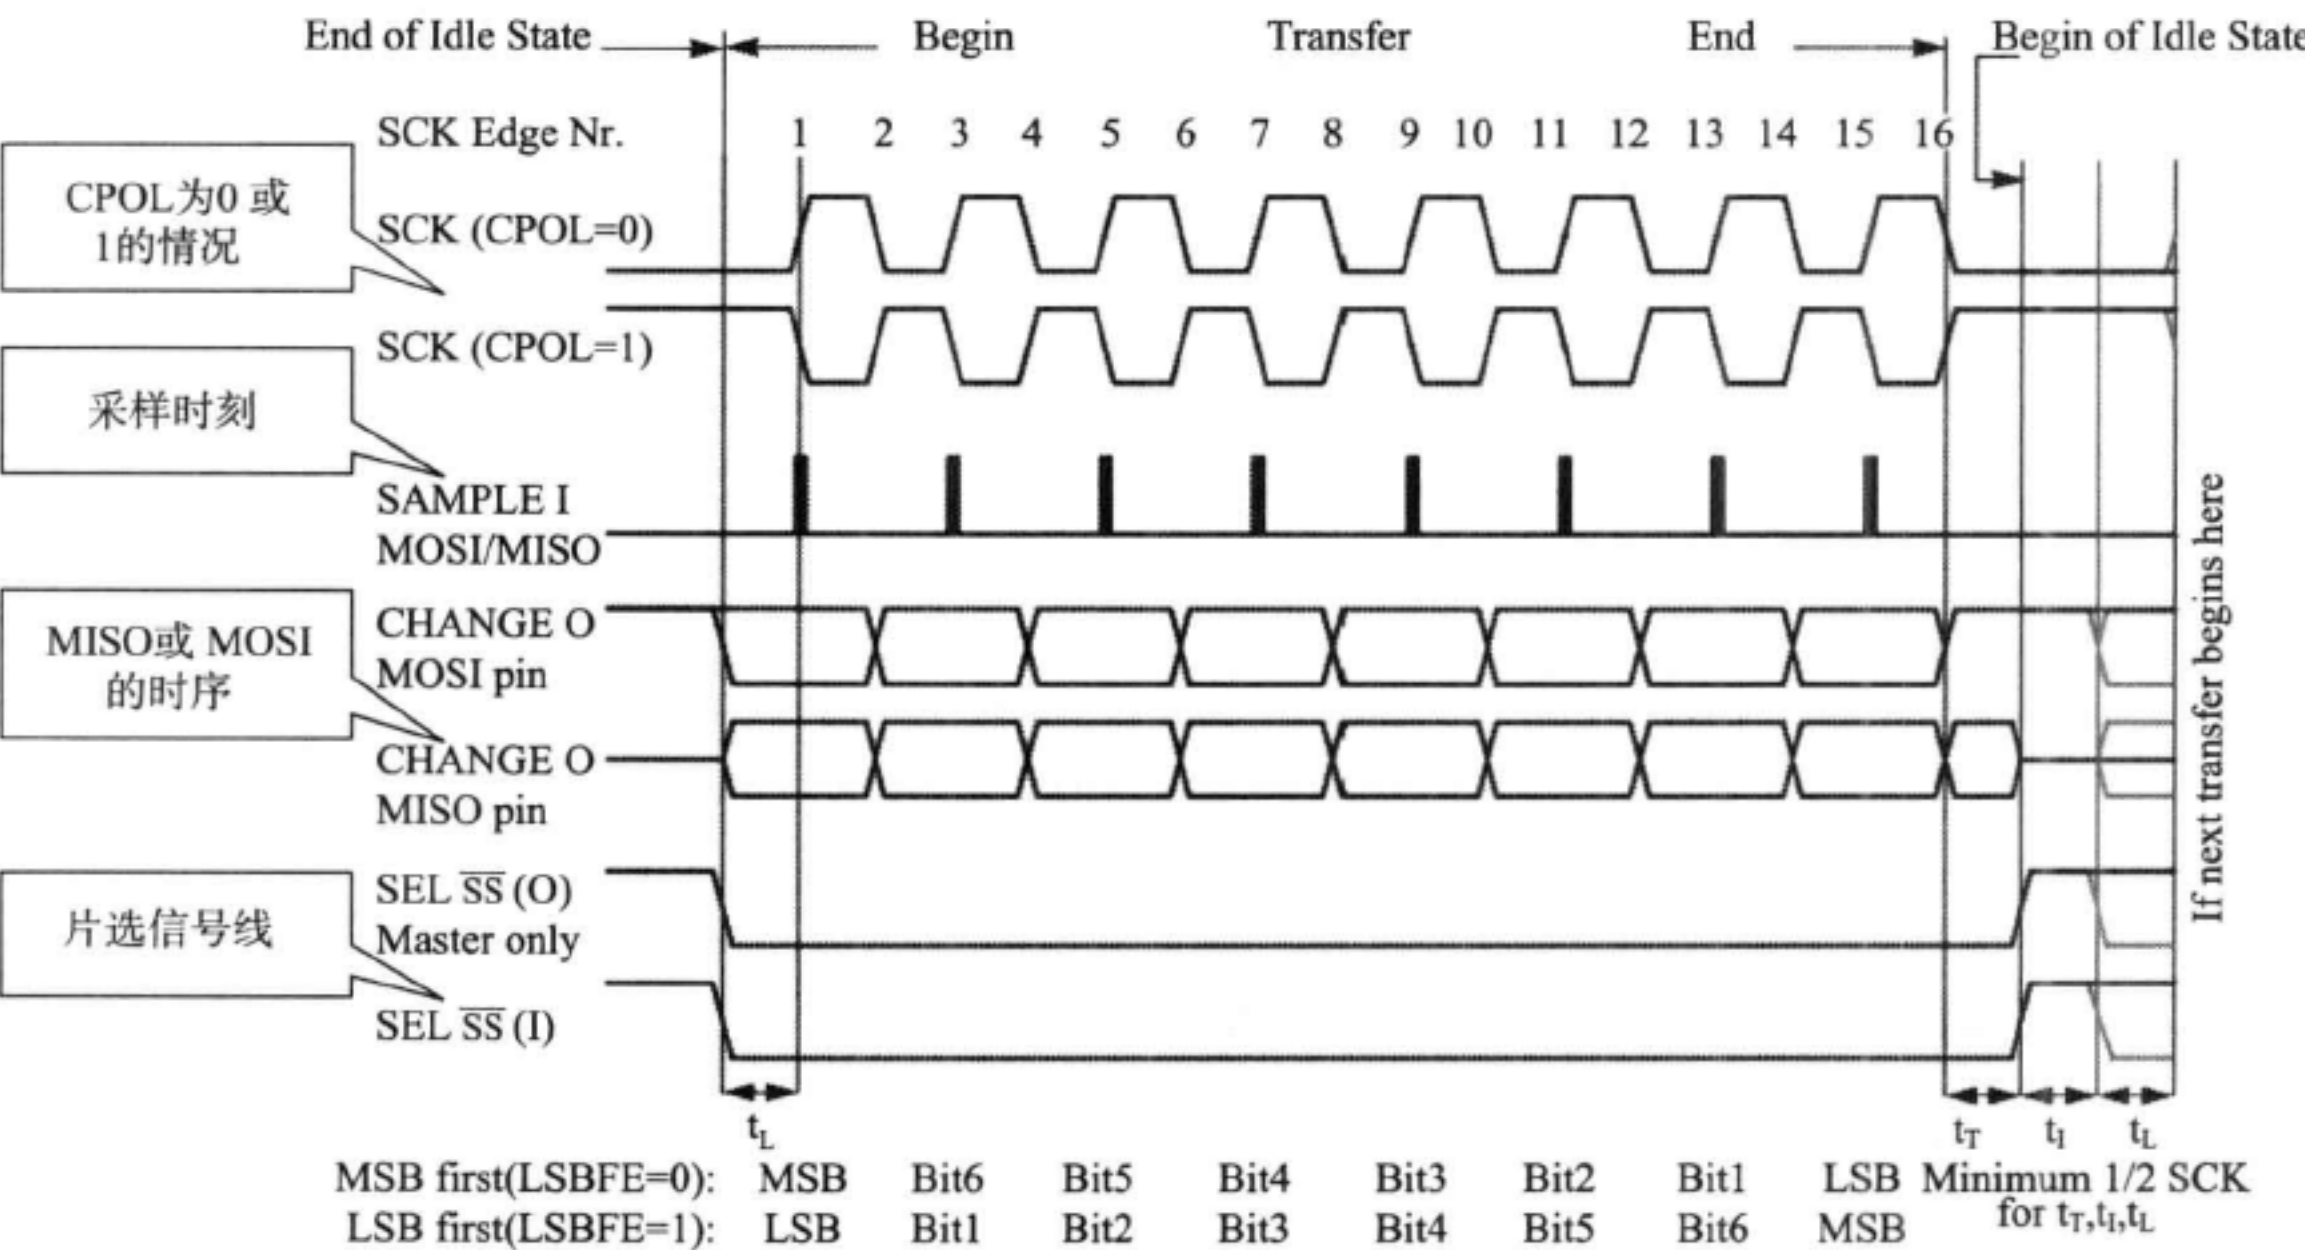 End of Idle State Begin Transfer End Begin of Idle State
SCK Edge Nr. 1 2 3 4 5 6 7 8 9 10 11 12 13 14 15 16
CPOL为0 或
1的情况
SCK (CPOL=0)
SCK (CPOL=1)
采样时刻
SAMPLE I
MOSI/MISO
MISO或 MOSI
的时序
CHANGE O
MOSI pin
CHANGE O
MISO pin
片选信号线
SEL S̅S̅ (O)
Master only
SEL S̅S̅ (I)
If next transfer begins here
tL tT tI tL
MSB first(LSBFE=0): MSB Bit6 Bit5 Bit4 Bit3 Bit2 Bit1 LSB Minimum 1/2 SCK
LSB first(LSBFE=1): LSB Bit1 Bit2 Bit3 Bit4 Bit5 Bit6 MSB for tT,tI,tL